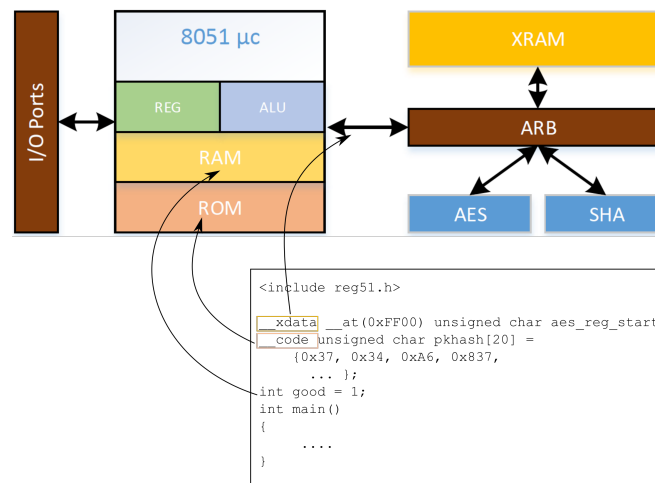 I/O Ports
8051 µc
REG
ALU
RAM
ROM
XRAM
ARB
AES
SHA
<include reg51.h>
__xdata __at(0xFF00) unsigned char aes_reg_start
__code unsigned char pkhash[20] =
{0x37, 0x34, 0xA6, 0x837,
... };
int good = 1;
int main()
{
....
}